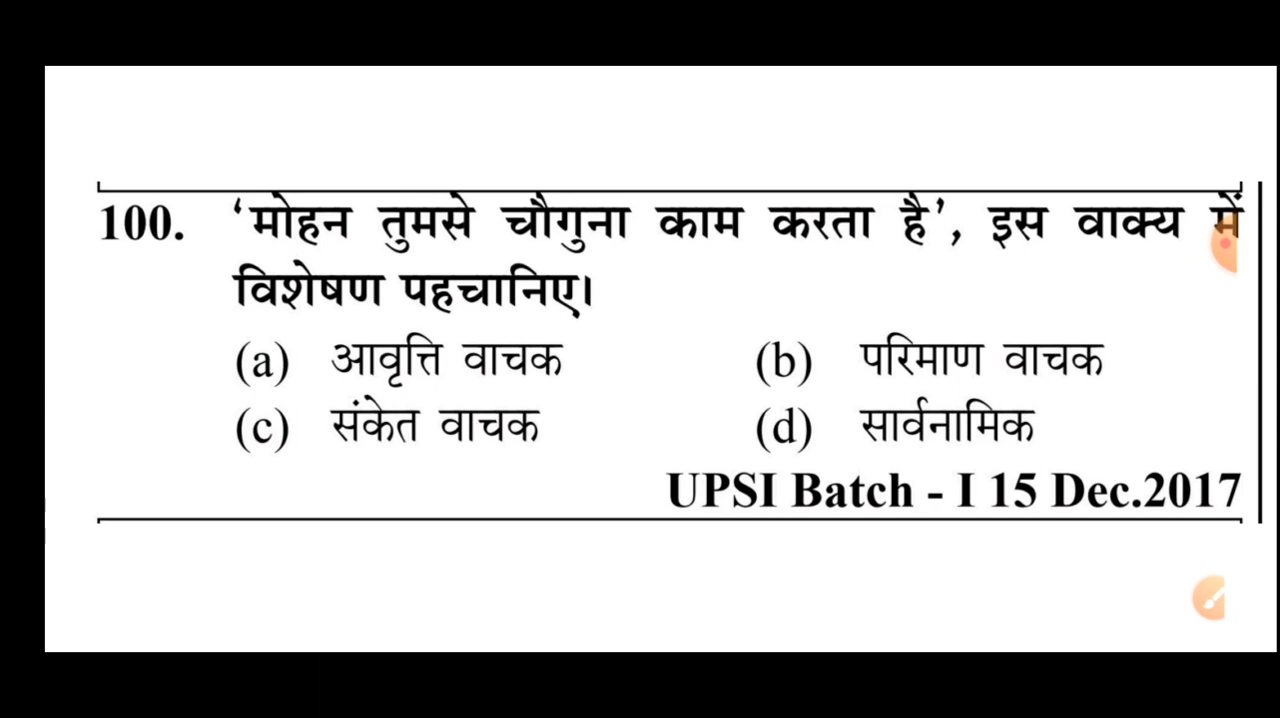 100. ‘मोहन तुमसे चौगुना काम करता है’, इस वाक्य में
विशेषण पहचानिए।
(a) आवृत्ति वाचक (b) परिमाण वाचक
(c) संकेत वाचक (d) सार्वनामिक
UPSI Batch - I 15 Dec.2017